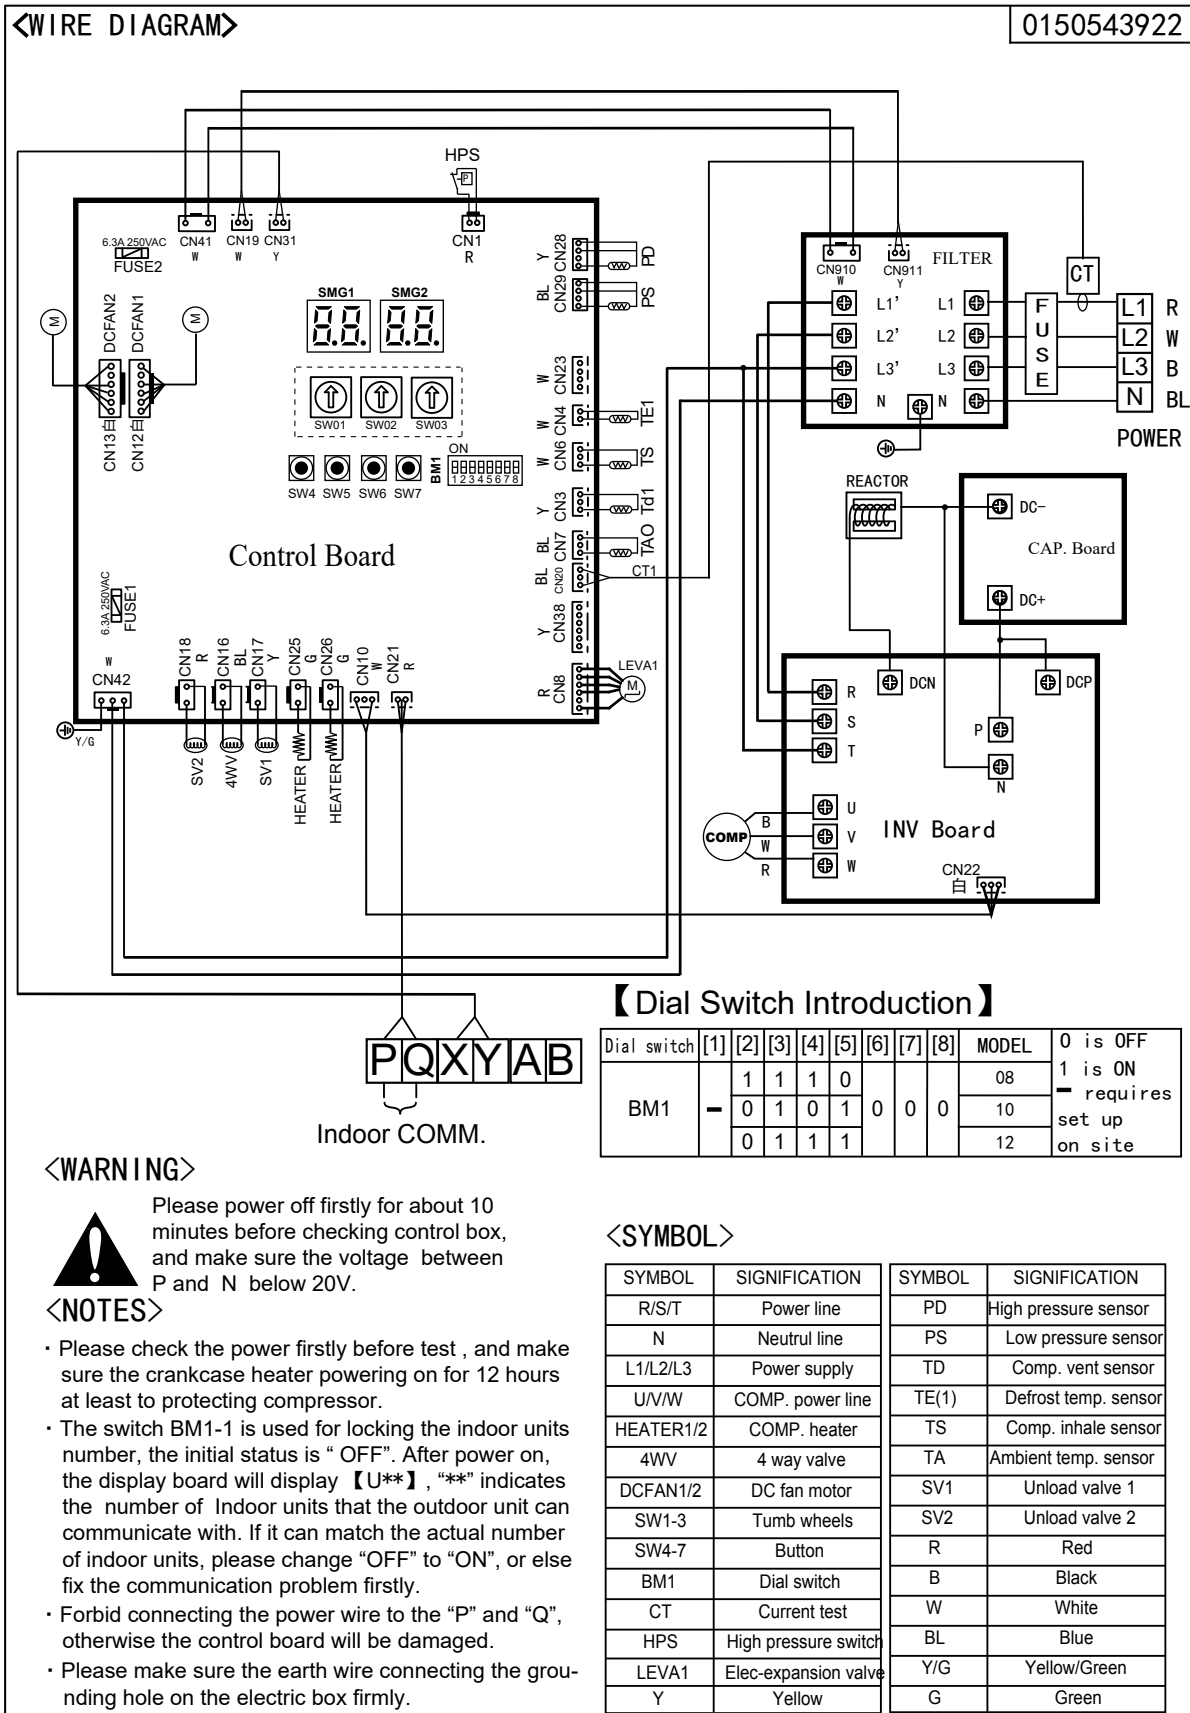 <WIRE DIAGRAM>
0150543922
HPS
6.3A 250VAC
FUSE2
CN41
W
CN19
W
CN31
Y
CN1
R
Y
CN28
PD
BL
CN29
PS
SMG1
SMG2
8.8.
8.8.
M
M
DCFAN2
DCFAN1
CN13白
CN12白
SW01
SW02
SW03
SW4
SW5
SW6
SW7
ON
BM1
1 2 3 4 5 6 7 8
W
CN23
W
CN4
TE1
W
CN6
TS
Y
CN3
Td1
BL
CN7
TAO
BL
CN20
CT1
Y
CN38
R
CN8
LEVA1
M
Control Board
6.3A 250VAC
FUSE1
W
CN42
Y/G
CN18
R
CN16
BL
CN17
Y
CN25
G
CN26
G
CN10
W
CN21
R
SV2
4WV
SV1
HEATER
HEATER
CN910
W
CN911
Y
FILTER
CT
L1'
L1
L2'
L2
L3'
L3
N
N
FUSE
L1
R
L2
W
L3
B
N
BL
POWER
REACTOR
DC-
CAP. Board
DC+
DCN
DCP
R
S
T
P
N
U
V
W
COMP
B
W
R
INV Board
CN22
白
P Q X Y A B
Indoor COMM.
【Dial Switch Introduction】
Dial switch [1] [2] [3] [4] [5] [6] [7] [8] MODEL
BM1 - 0 0 0
1 1 1 0 08
0 1 0 1 10
0 1 1 1 12
0 is OFF
1 is ON
- requires
set up
on site
<WARNING>
Please power off firstly for about 10
minutes before checking control box,
and make sure the voltage between
P and N below 20V.
<NOTES>
· Please check the power firstly before test , and make
sure the crankcase heater powering on for 12 hours
at least to protecting compressor.
· The switch BM1-1 is used for locking the indoor units
number, the initial status is “ OFF”. After power on,
the display board will display 【U**】, “**” indicates
the number of Indoor units that the outdoor unit can
communicate with. If it can match the actual number
of indoor units, please change “OFF” to “ON”, or else
fix the communication problem firstly.
· Forbid connecting the power wire to the “P” and “Q”,
otherwise the control board will be damaged.
· Please make sure the earth wire connecting the grou-
nding hole on the electric box firmly.
<SYMBOL>
SYMBOL SIGNIFICATION SYMBOL SIGNIFICATION
R/S/T Power line PD High pressure sensor
N Neutrul line PS Low pressure sensor
L1/L2/L3 Power supply TD Comp. vent sensor
U/V/W COMP. power line TE(1) Defrost temp. sensor
HEATER1/2 COMP. heater TS Comp. inhale sensor
4WV 4 way valve TA Ambient temp. sensor
DCFAN1/2 DC fan motor SV1 Unload valve 1
SW1-3 Tumb wheels SV2 Unload valve 2
SW4-7 Button R Red
BM1 Dial switch B Black
CT Current test W White
HPS High pressure switch BL Blue
LEVA1 Elec-expansion valve Y/G Yellow/Green
Y Yellow G Green